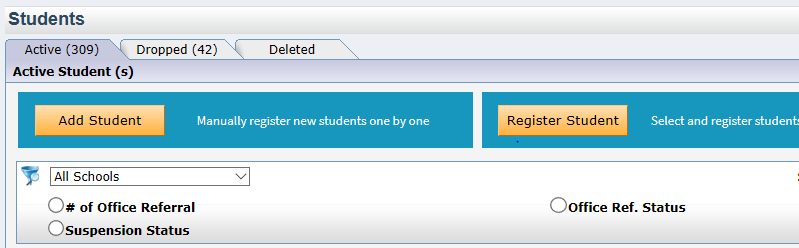 Students
Active (309) Dropped (42) Deleted
Active Student (s)
Add Student Manually register new students one by one Register Student Select and register students
All Schools
# of Office Referral Office Ref. Status
Suspension Status